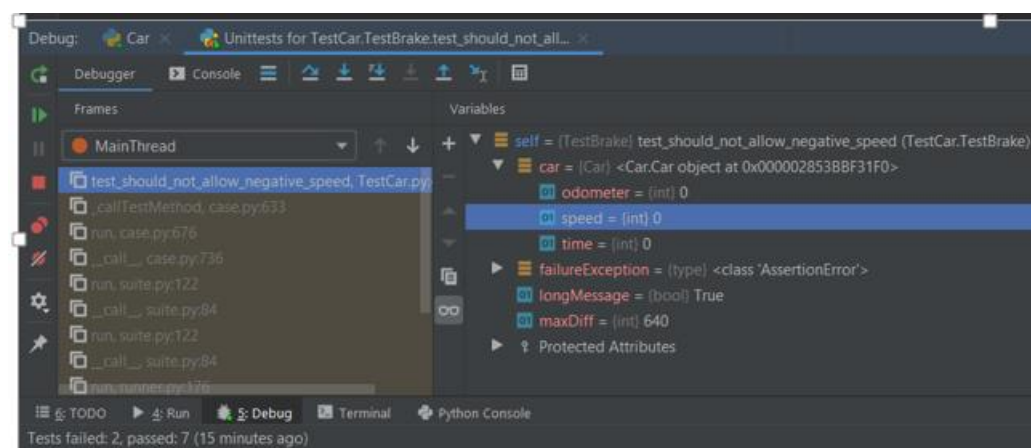 Debug: Car × Unittests for TestCar.TestBrake.test_should_not_all... ×
Debugger Console
Frames
MainThread
test_should_not_allow_negative_speed, TestCar.py:
_callTestMethod, case.py:633
run, case.py:676
__call__, case.py:736
run, suite.py:122
__call__, suite.py:84
run, suite.py:122
__call__, suite.py:84
run, runner.py:176
Variables
self = {TestBrake} test_should_not_allow_negative_speed (TestCar.TestBrake)
car = {Car} <Car.Car object at 0x000002853BBF31F0>
odometer = {int} 0
speed = {int} 0
time = {int} 0
failureException = {type} <class 'AssertionError'>
longMessage = {bool} True
maxDiff = {int} 640
Protected Attributes
6: TODO 4: Run 5: Debug Terminal Python Console
Tests failed: 2, passed: 7 (15 minutes ago)